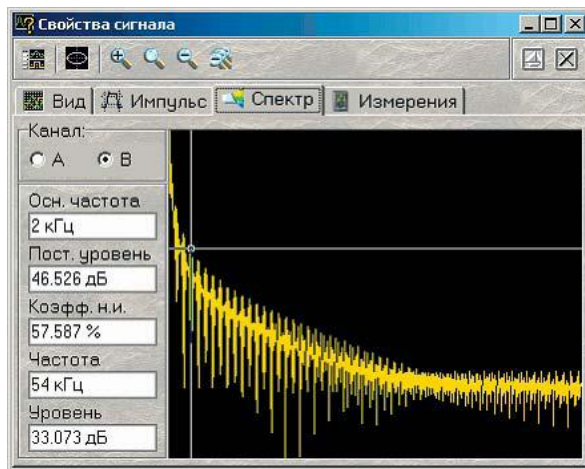 Свойства сигнала
Вид
Импульс
Спектр
Измерения
Канал:
А
В
Осн. частота
2 кГц
Пост. уровень
46.526 дБ
Коэфф. н.и.
57.587 %
Частота
54 кГц
Уровень
33.073 дБ